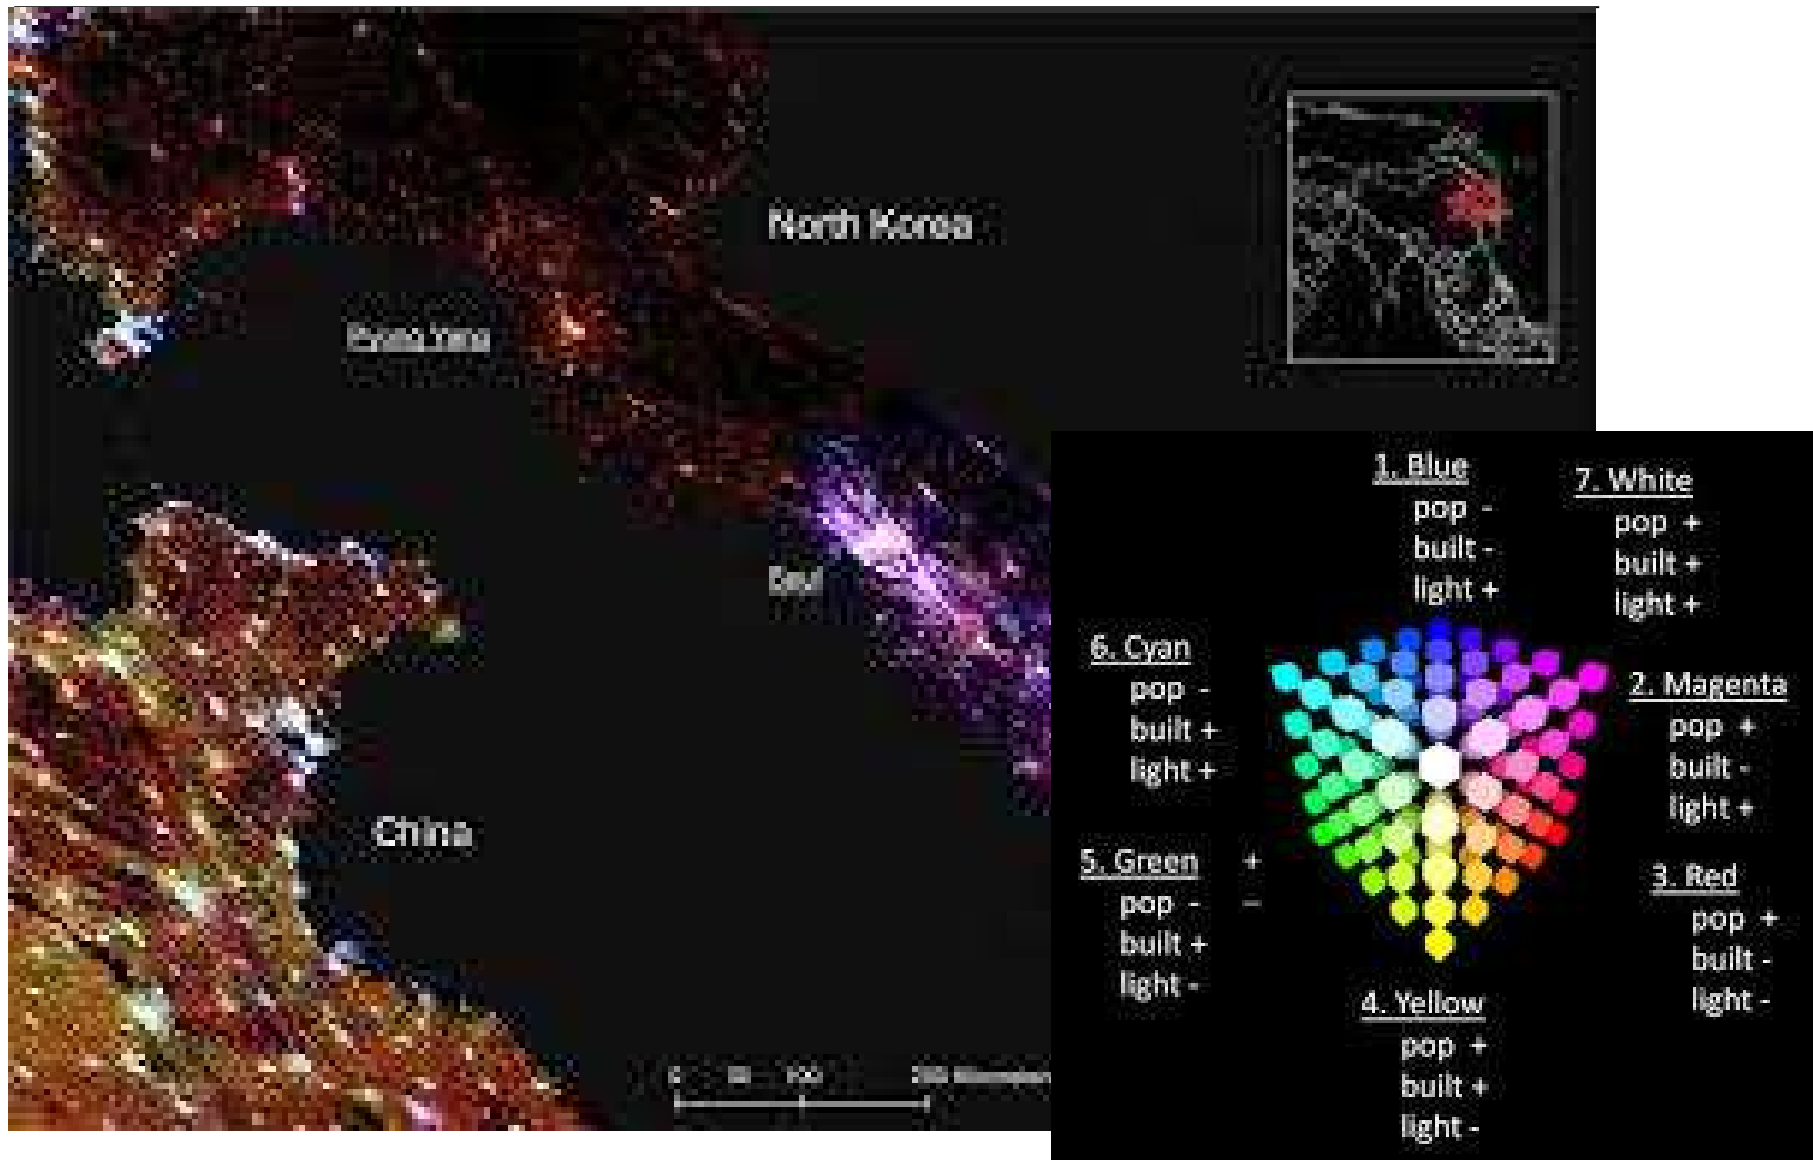 North Korea
China
0
1. Blue
pop -
built -
light +
7. White
pop +
built +
light +
6. Cyan
pop -
built +
light +
2. Magenta
pop +
built -
light +
5. Green
pop -
built +
light -
+
–
3. Red
pop +
built -
light -
4. Yellow
pop +
built +
light -